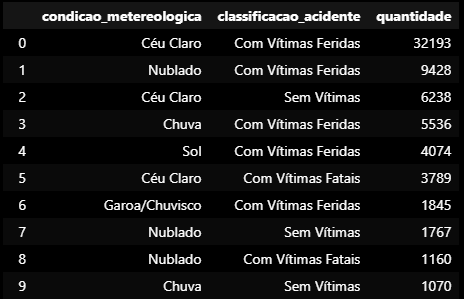 condicao_metereologica classificacao_acidente quantidade
0 Céu Claro Com Vítimas Feridas 32193
1 Nublado Com Vítimas Feridas 9428
2 Céu Claro Sem Vítimas 6238
3 Chuva Com Vítimas Feridas 5536
4 Sol Com Vítimas Feridas 4074
5 Céu Claro Com Vítimas Fatais 3789
6 Garoa/Chuvisco Com Vítimas Feridas 1845
7 Nublado Sem Vítimas 1767
8 Nublado Com Vítimas Fatais 1160
9 Chuva Sem Vítimas 1070